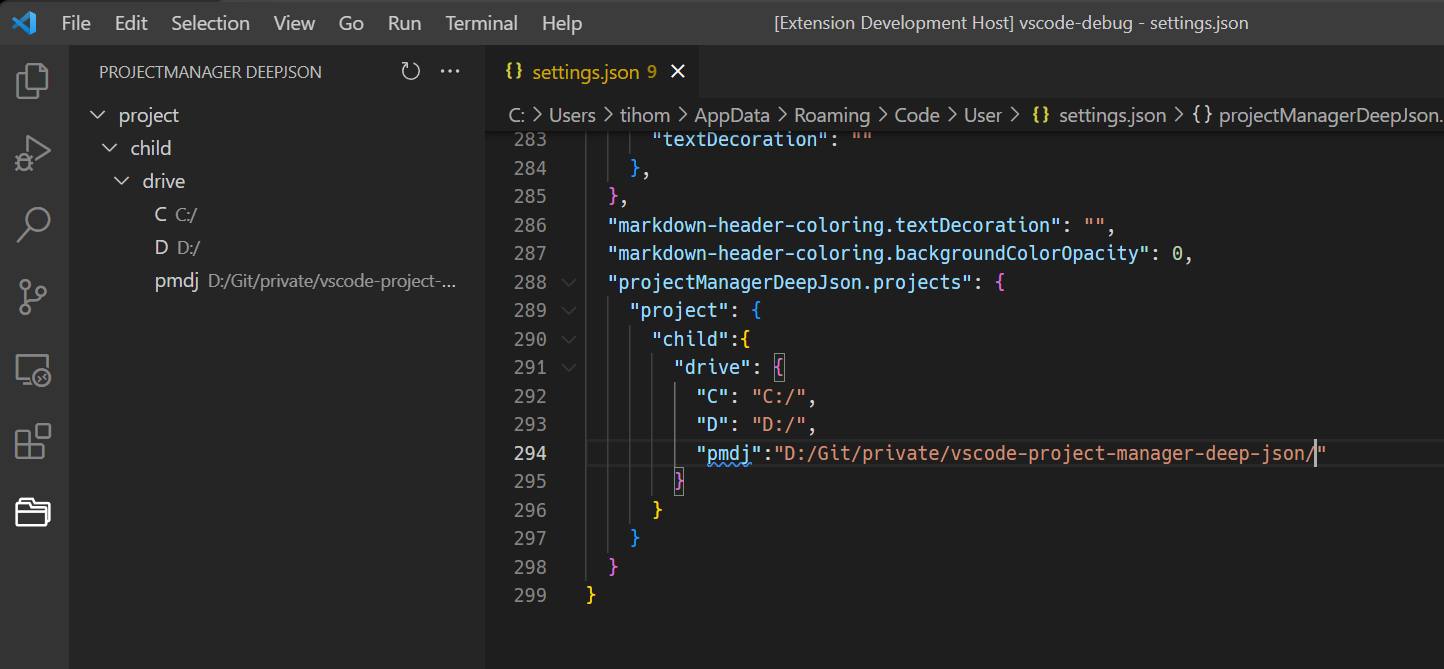 File Edit Selection View Go Run Terminal Help [Extension Development Host] vscode-debug - settings.json
PROJECTMANAGER DEEPJSON
project
child
drive
C C:/
D D:/
pmdj D:/Git/private/vscode-project-...
{} settings.json 9
C: > Users > tihom > AppData > Roaming > Code > User > {} settings.json > {} projectManagerDeepJson.
283 "textDecoration": ""
284 },
285 },
286 "markdown-header-coloring.textDecoration": "",
287 "markdown-header-coloring.backgroundColorOpacity": 0,
288 "projectManagerDeepJson.projects": {
289 "project": {
290 "child":{
291 "drive": {
292 "C": "C:/",
293 "D": "D:/",
294 "pmdj":"D:/Git/private/vscode-project-manager-deep-json/"
295 }
296 }
297 }
298 }
299 }